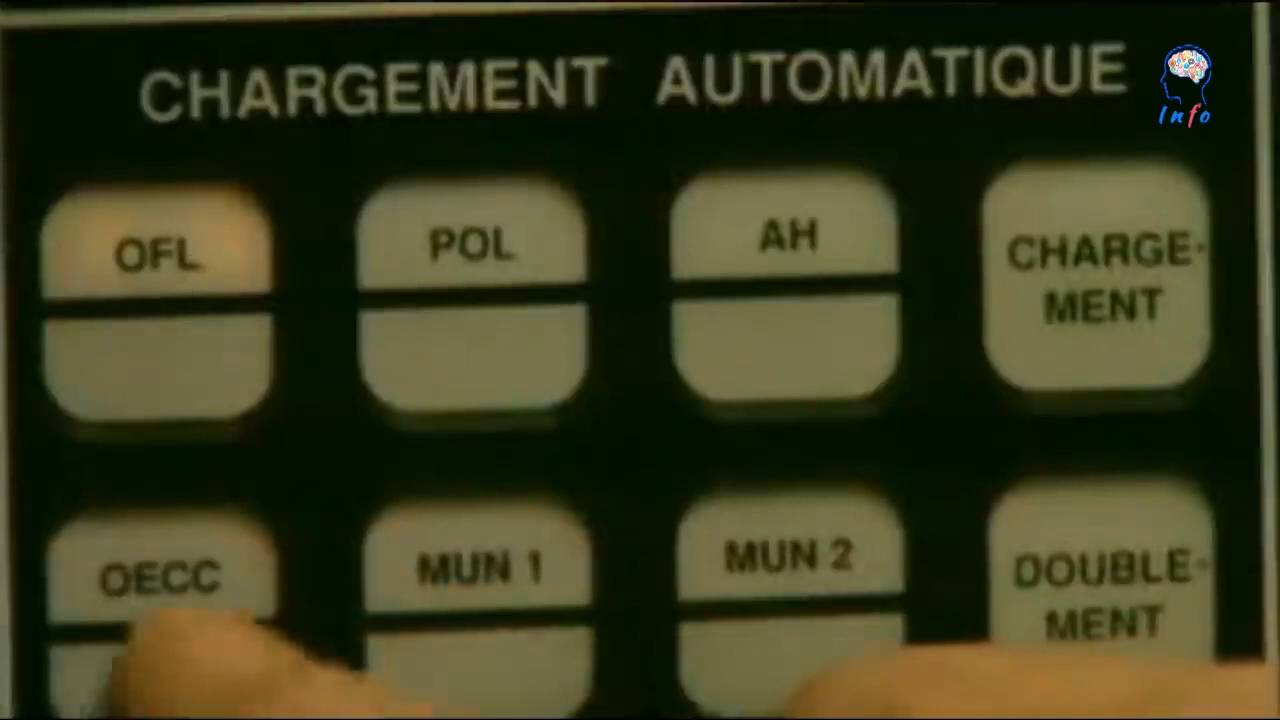 CHARGEMENT AUTOMATIQUE
Info
OFL
POL
AH
CHARGE-
MENT
OECC
MUN 1
MUN 2
DOUBLE-
MENT